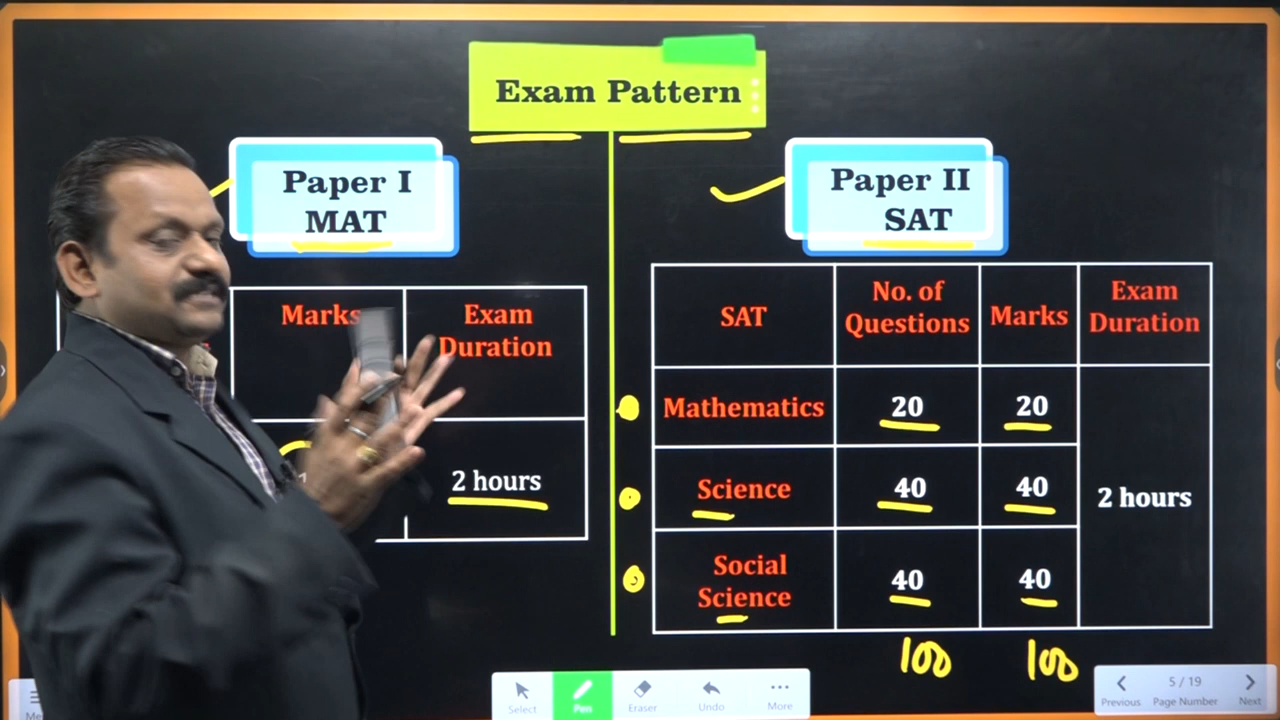 Exam Pattern
Paper I
MAT
Marks
Exam
Duration
2 hours
Paper II
SAT
SAT
No. of
Questions
Marks
Exam
Duration
Mathematics
20
20
Science
40
40
2 hours
Social
Science
40
40
100
100
Select
Pen
Eraser
Undo
More
Previous
5 / 19
Page Number
Next